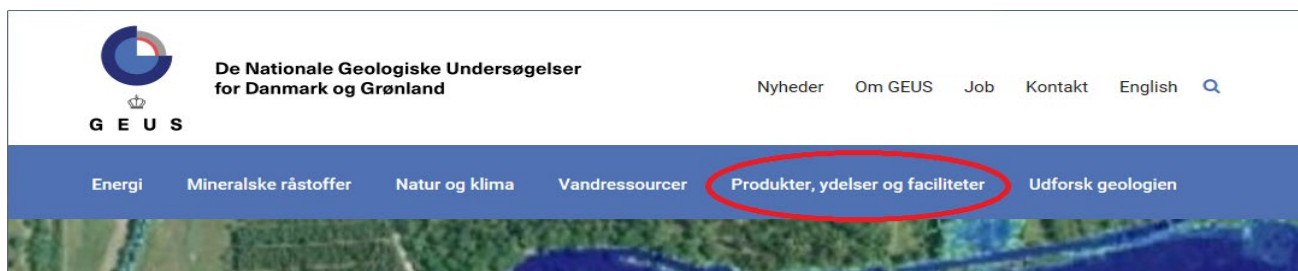 De Nationale Geologiske Undersøgelser
for Danmark og Grønland
GEUS
Nyheder Om GEUS Job Kontakt English
Energi Mineralske råstoffer Natur og klima Vandressourcer Produkter, ydelser og faciliteter Udforsk geologien